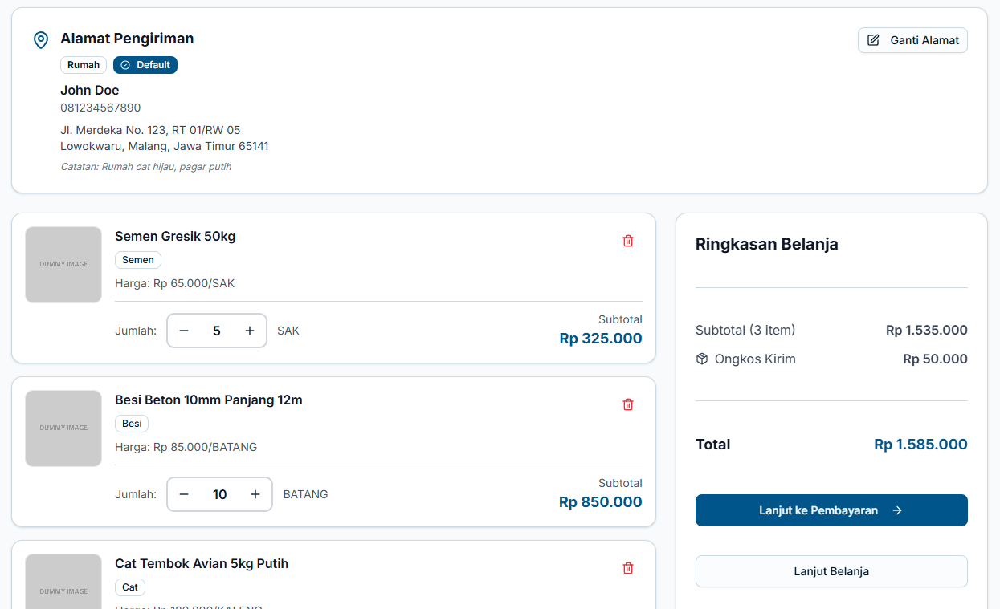 Alamat Pengiriman
Ganti Alamat
Rumah
Default
John Doe
081234567890
Jl. Merdeka No. 123, RT 01/RW 05
Lowokwaru, Malang, Jawa Timur 65141
Catatan: Rumah cat hijau, pagar putih
DUMMY IMAGE
Semen Gresik 50kg
Semen
Harga: Rp 65.000/SAK
Jumlah: − 5 + SAK
Subtotal
Rp 325.000
DUMMY IMAGE
Besi Beton 10mm Panjang 12m
Besi
Harga: Rp 85.000/BATANG
Jumlah: − 10 + BATANG
Subtotal
Rp 850.000
DUMMY IMAGE
Cat Tembok Avian 5kg Putih
Cat
Ringkasan Belanja
Subtotal (3 item) Rp 1.535.000
Ongkos Kirim Rp 50.000
Total Rp 1.585.000
Lanjut ke Pembayaran →
Lanjut Belanja